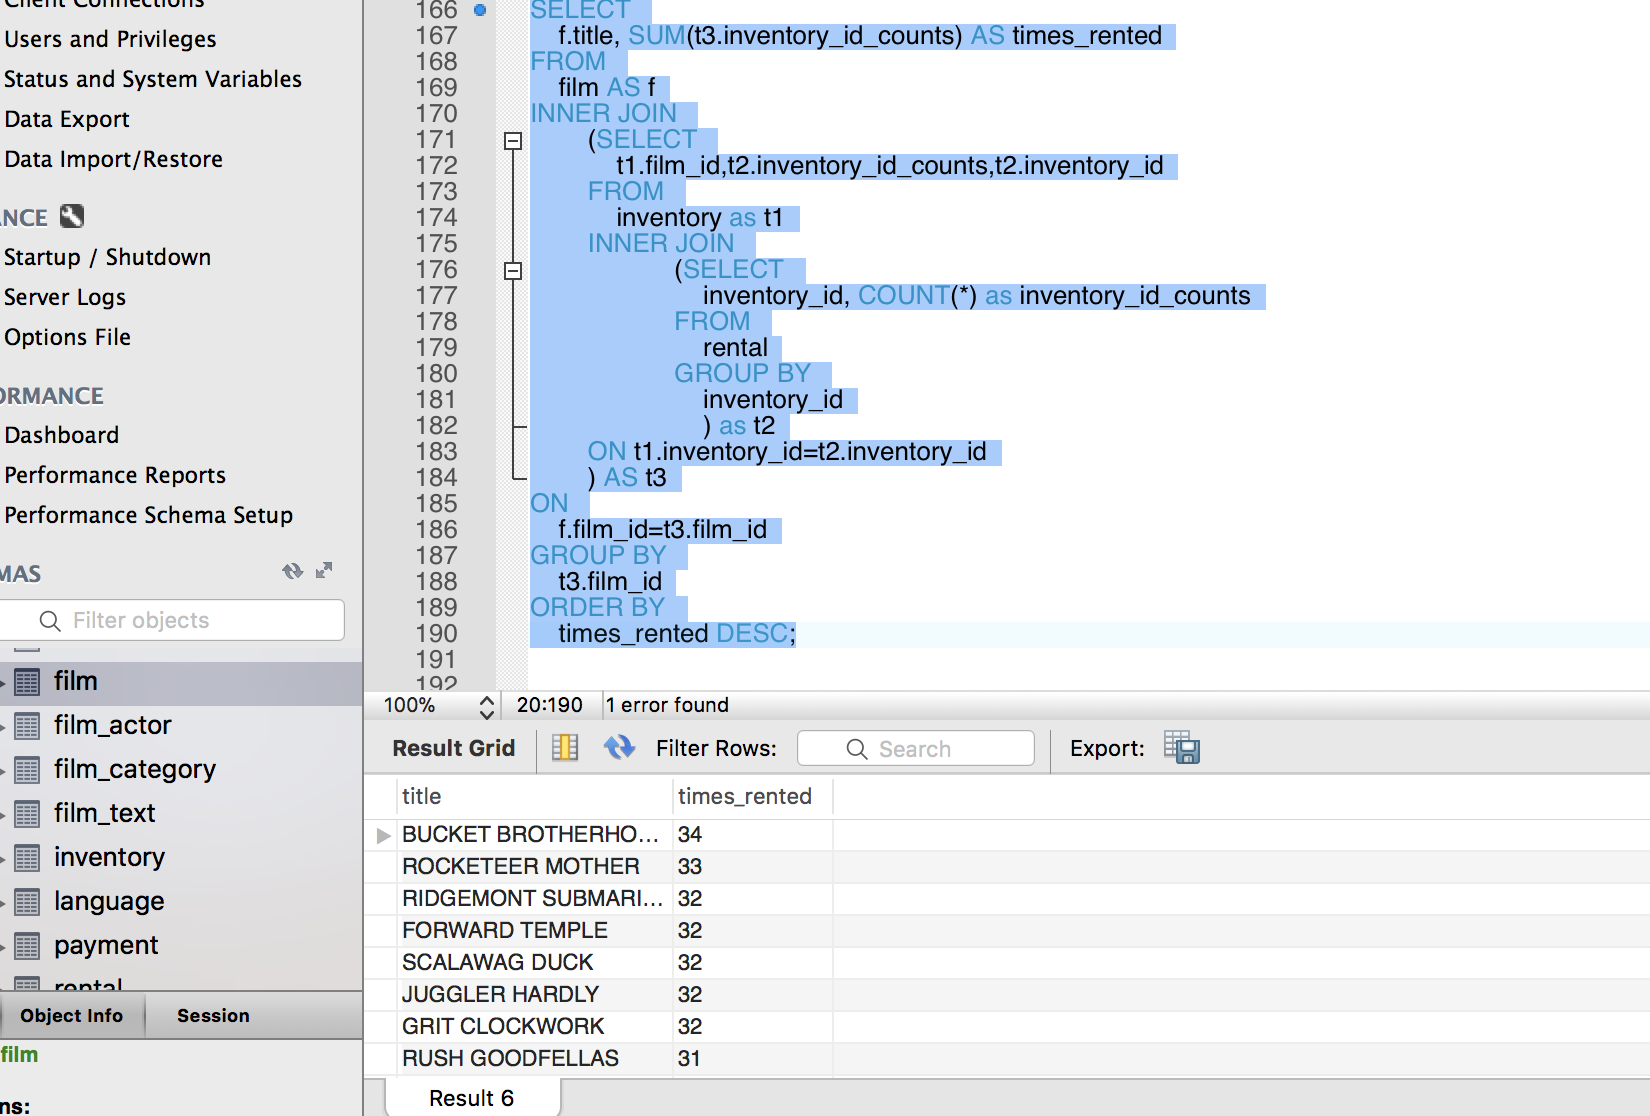 Client Connections
Users and Privileges
Status and System Variables
Data Export
Data Import/Restore
NCE
Startup / Shutdown
Server Logs
Options File
ORMANCE
Dashboard
Performance Reports
Performance Schema Setup
MAS
Filter objects
film
film_actor
film_category
film_text
inventory
language
payment
rental
Object Info
Session
film
ns:
166 SELECT
167 f.title, SUM(t3.inventory_id_counts) AS times_rented
168 FROM
169 film AS f
170 INNER JOIN
171 (SELECT
172 t1.film_id,t2.inventory_id_counts,t2.inventory_id
173 FROM
174 inventory as t1
175 INNER JOIN
176 (SELECT
177 inventory_id, COUNT(*) as inventory_id_counts
178 FROM
179 rental
180 GROUP BY
181 inventory_id
182 ) as t2
183 ON t1.inventory_id=t2.inventory_id
184 ) AS t3
185 ON
186 f.film_id=t3.film_id
187 GROUP BY
188 t3.film_id
189 ORDER BY
190 times_rented DESC;
191
192
100% 20:190 1 error found
Result Grid Filter Rows: Search Export:
title times_rented
BUCKET BROTHERHO... 34
ROCKETEER MOTHER 33
RIDGEMONT SUBMARI... 32
FORWARD TEMPLE 32
SCALAWAG DUCK 32
JUGGLER HARDLY 32
GRIT CLOCKWORK 32
RUSH GOODFELLAS 31
Result 6